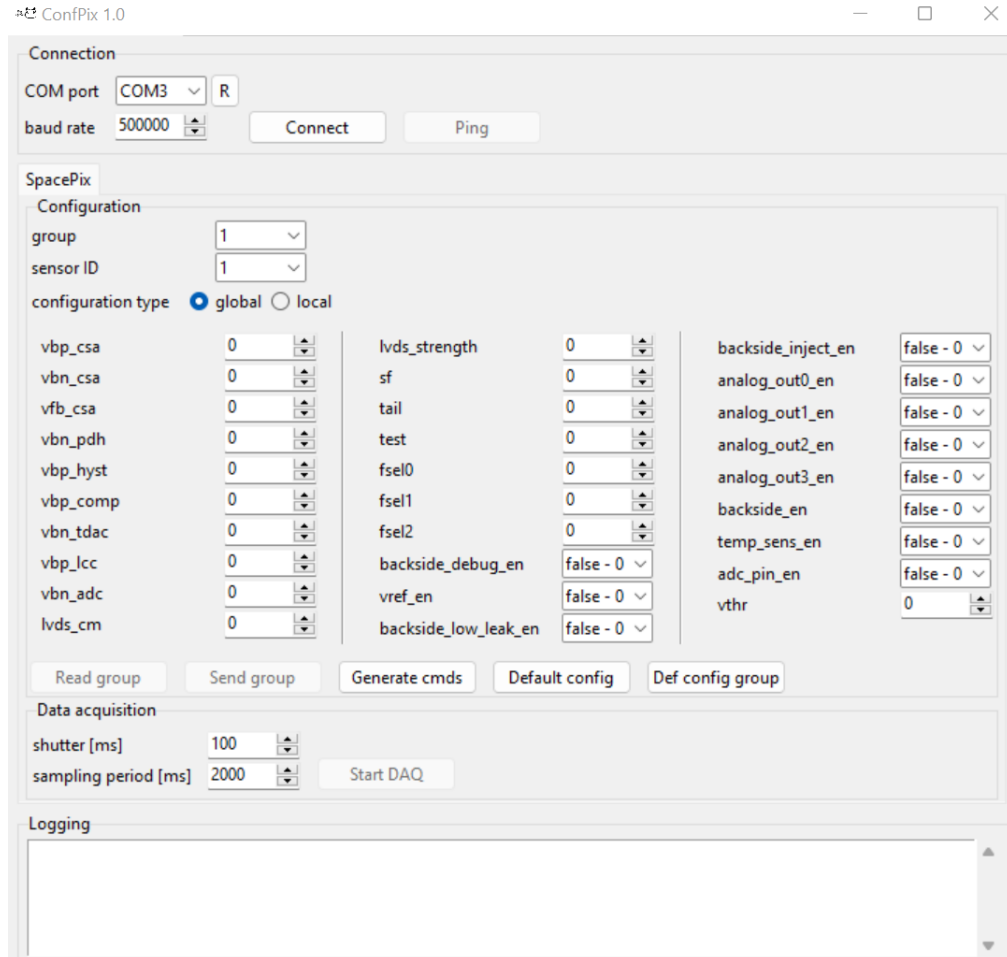 ConfPix 1.0
Connection
COM port COM3 R
baud rate 500000 Connect Ping
SpacePix
Configuration
group 1
sensor ID 1
configuration type global local
vbp_csa 0 lvds_strength 0 backside_inject_en false - 0
vbn_csa 0 sf 0 analog_out0_en false - 0
vfb_csa 0 tail 0 analog_out1_en false - 0
vbn_pdh 0 test 0 analog_out2_en false - 0
vbp_hyst 0 fsel0 0 analog_out3_en false - 0
vbp_comp 0 fsel1 0 backside_en false - 0
vbn_tdac 0 fsel2 0 temp_sens_en false - 0
vbp_lcc 0 backside_debug_en false - 0 adc_pin_en false - 0
vbn_adc 0 vref_en false - 0 vthr 0
lvds_cm 0 backside_low_leak_en false - 0
Read group Send group Generate cmds Default config Def config group
Data acquisition
shutter [ms] 100
sampling period [ms] 2000 Start DAQ
Logging